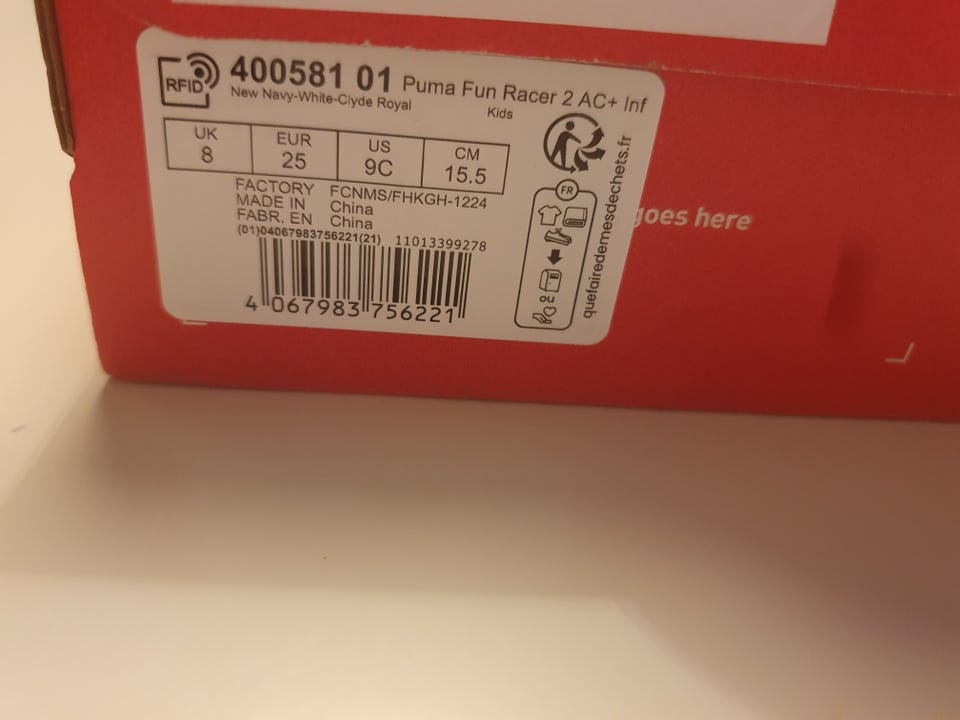 RFID
400581 01 Puma Fun Racer 2 AC+ Inf
New Navy-White-Clyde Royal Kids
UK EUR US CM
8 25 9C 15.5
FACTORY FCNMS/FHKGH-1224
MADE IN China
FABR. EN China
(01)04067983756221(21) 11013399278
4 067983 756221
FR
ou
quefairedemesdechets.fr
goes here